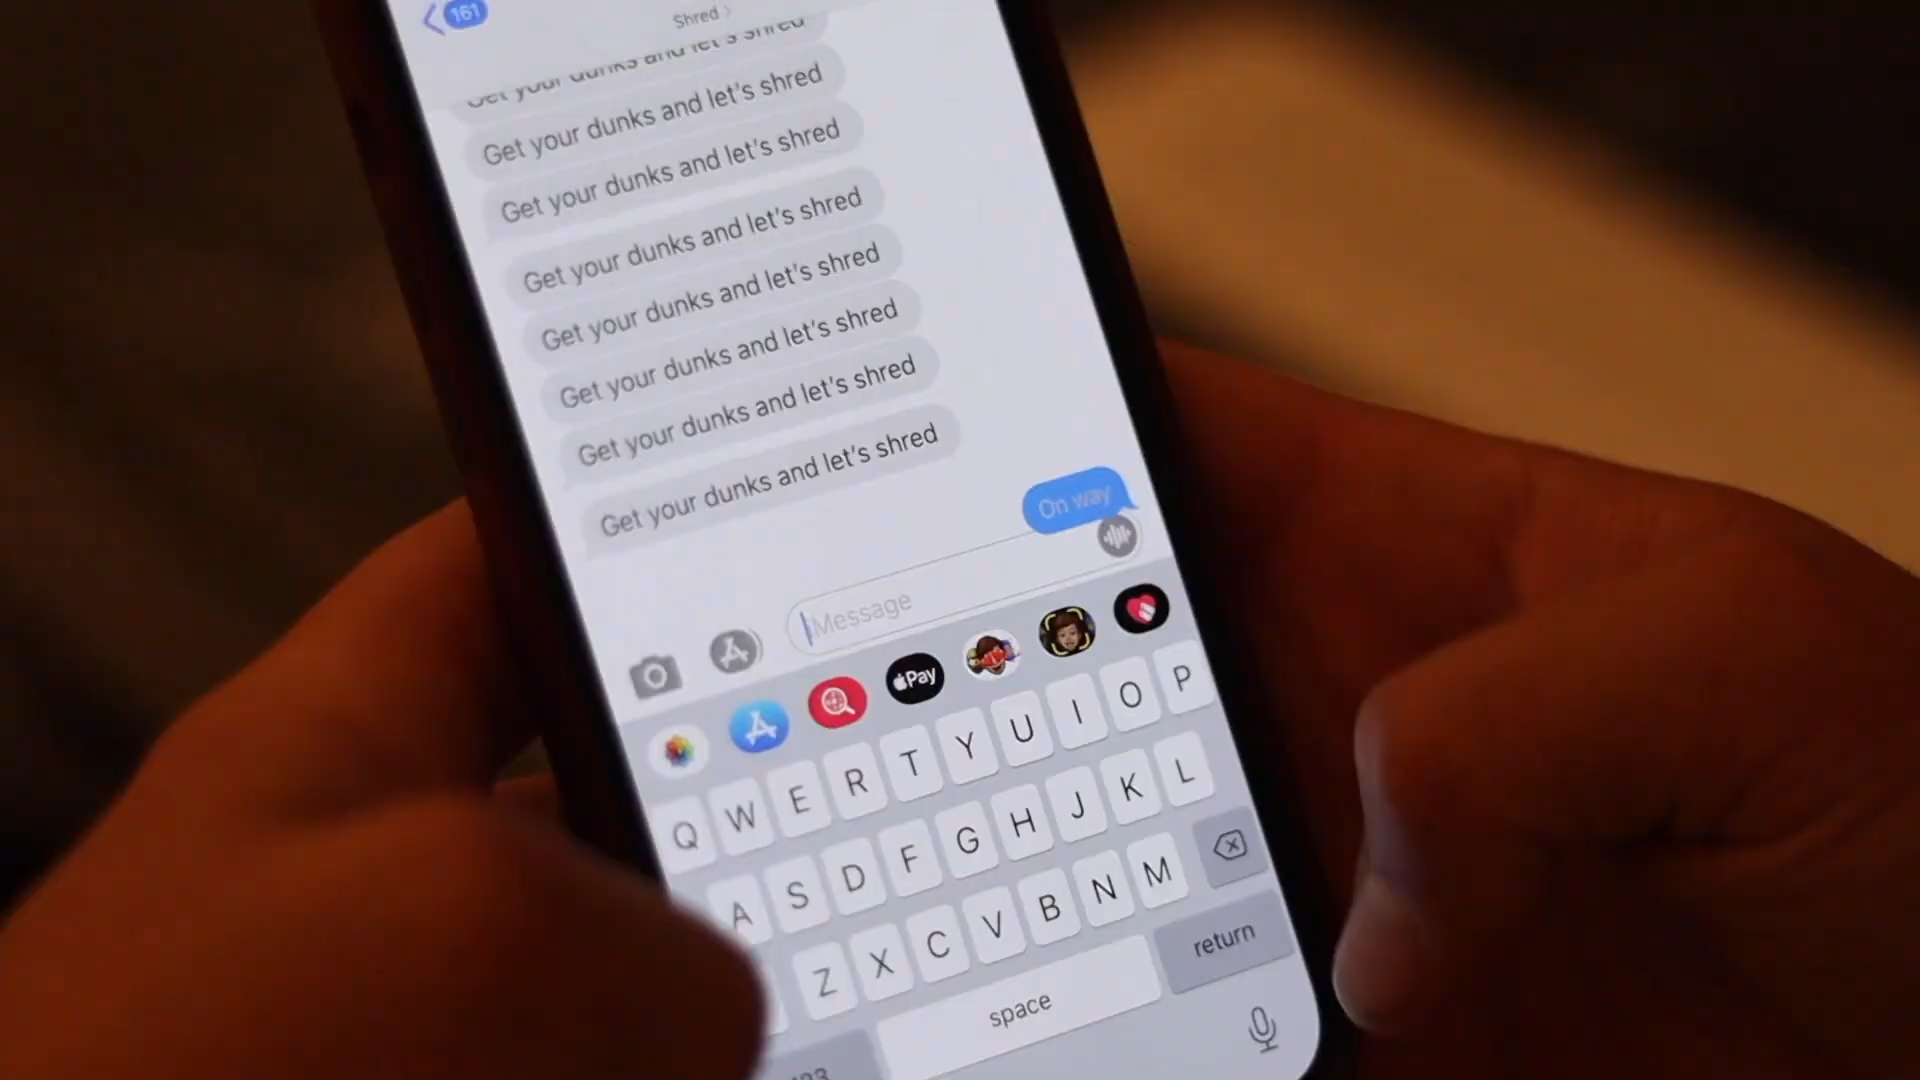 161
Shred
Get your dunks and let's shred
Get your dunks and let's shred
Get your dunks and let's shred
Get your dunks and let's shred
Get your dunks and let's shred
Get your dunks and let's shred
Get your dunks and let's shred
Get your dunks and let's shred
On way
iMessage
Pay
Q W E R T Y U I O P
A S D F G H J K L
Z X C V B N M
space return